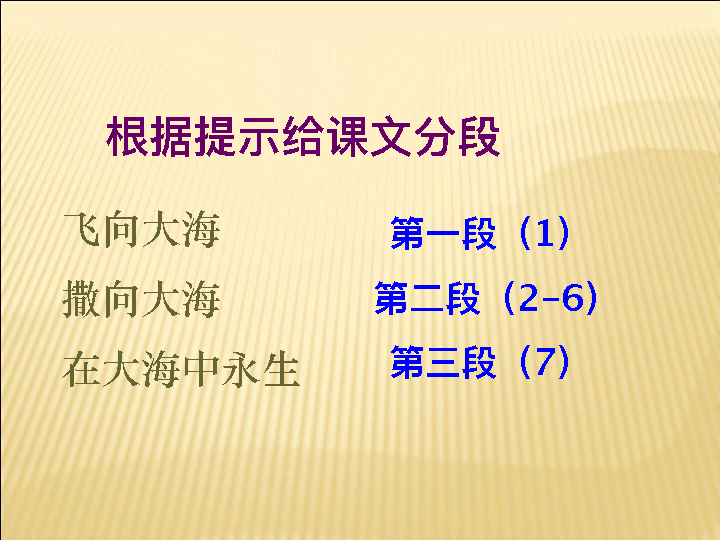 根据提示给课文分段
飞向大海 第一段（1）
撒向大海 第二段（2-6）
在大海中永生 第三段（7）